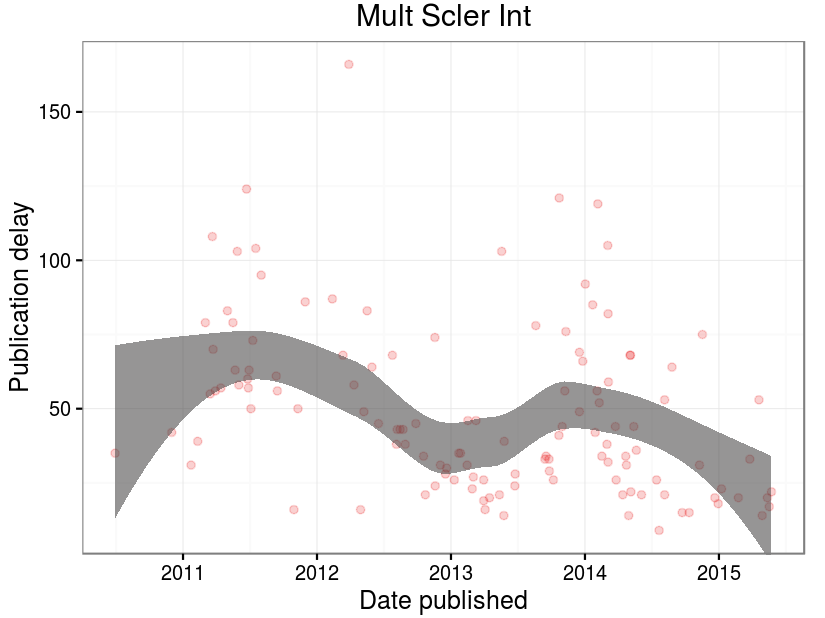 Mult Scler Int
Publication delay
150
100
50
2011 2012 2013 2014 2015
Date published